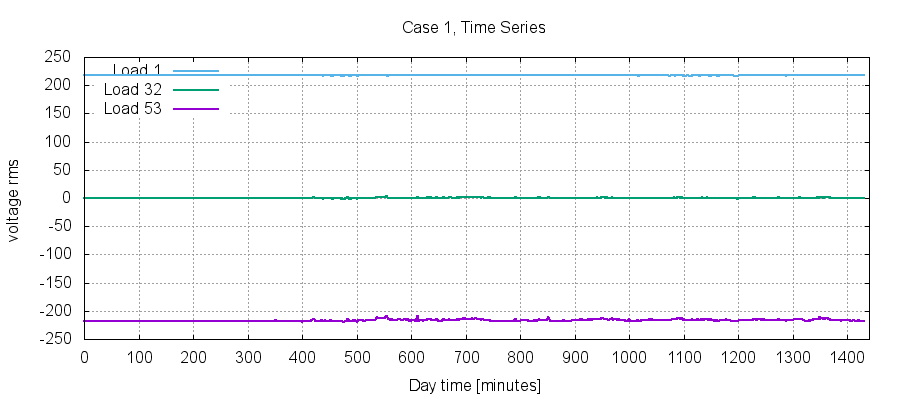 Case 1, Time Series
250
200
150
100
50
0
-50
-100
-150
-200
-250
voltage rms
Load 1
Load 32
Load 53
0 100 200 300 400 500 600 700 800 900 1000 1100 1200 1300 1400
Day time [minutes]